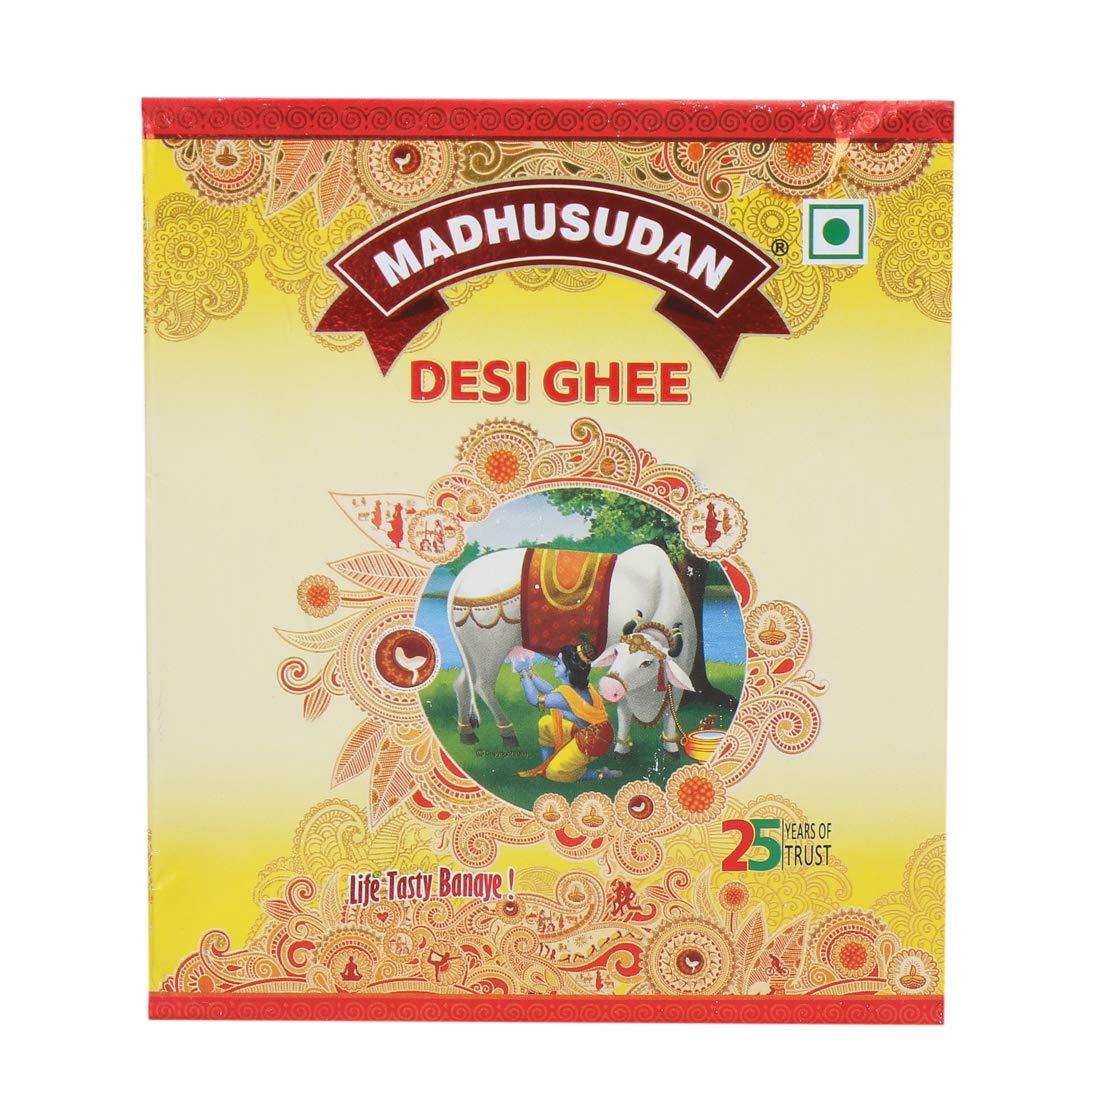 MADHUSUDAN ®
DESI GHEE
25 YEARS OF
TRUST
Life Tasty Banaye !